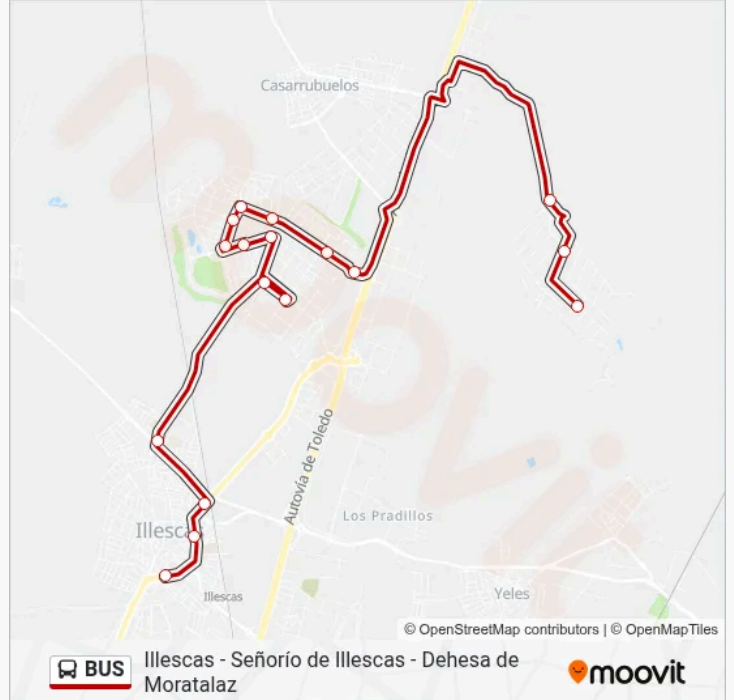 Casarrubuelos
Autovía de Toledo
Los Pradillos
Illesc
Illescas
Yeles
© OpenStreetMap contributors | © OpenMapTiles
BUS
Illescas - Señorío de Illescas - Dehesa de
Moratalaz
moovit